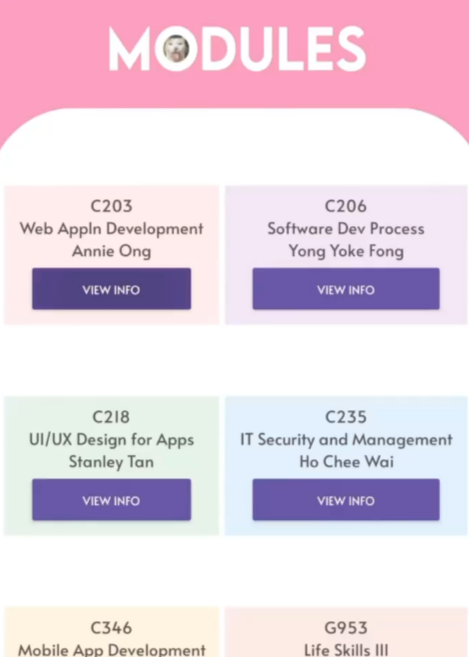 MODULES
C203
Web Appln Development
Annie Ong
VIEW INFO
C206
Software Dev Process
Yong Yoke Fong
VIEW INFO
C218
UI/UX Design for Apps
Stanley Tan
VIEW INFO
C235
IT Security and Management
Ho Chee Wai
VIEW INFO
C346
Mobile App Development
G953
Life Skills III